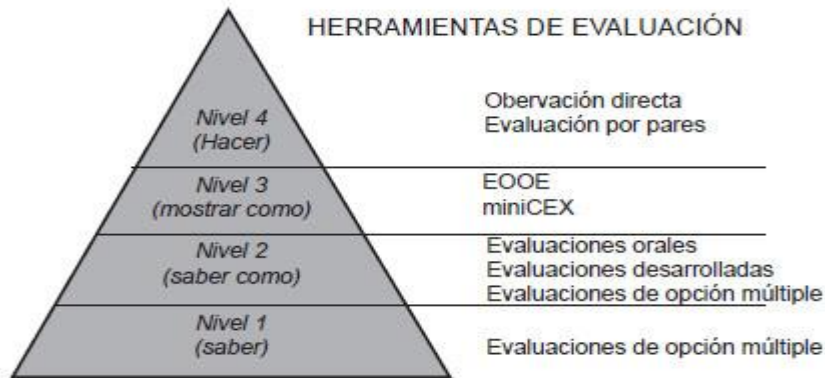 HERRAMIENTAS DE EVALUACIÓN
Nivel 4
(Hacer)
Obervación directa
Evaluación por pares
Nivel 3
(mostrar como)
EOOE
miniCEX
Nivel 2
(saber como)
Evaluaciones orales
Evaluaciones desarrolladas
Evaluaciones de opción múltiple
Nivel 1
(saber)
Evaluaciones de opción múltiple